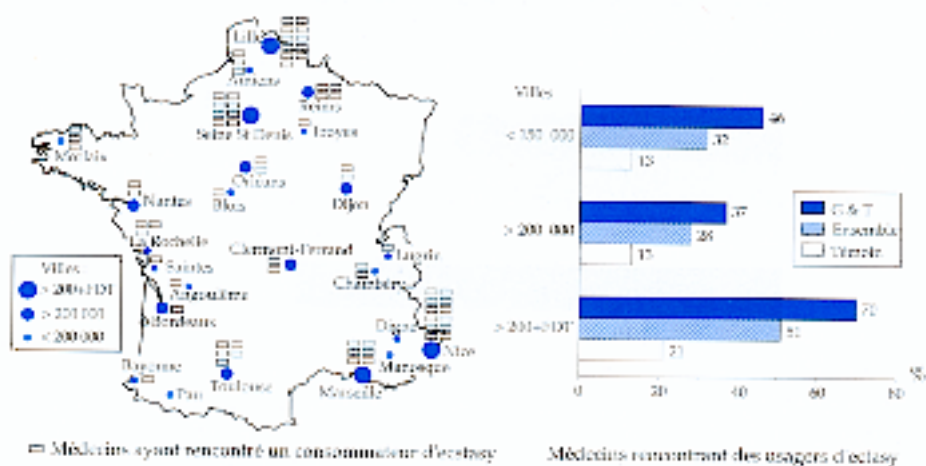 Lille
Amiens
Reims
Troyes
Seine St Denis
Morlaix
Orléans
Blois
Dijon
Nantes
La Rochelle
Saintes
Angoulême
Clermont-Ferrand
Chambéry
Bordeaux
Nice
Marseille
Toulouse
Bayonne
Pau
Villes
> 200 000
< 200 000
Médecins ayant rencontré un consommateur d'ecstasy
Villes
46
32
13
> 200 000
37
28
13
70
51
21
G & T
Ensemble
Témoin
0 20 40 60 80 %
Médecins rencontrant des usagers d'ectasy